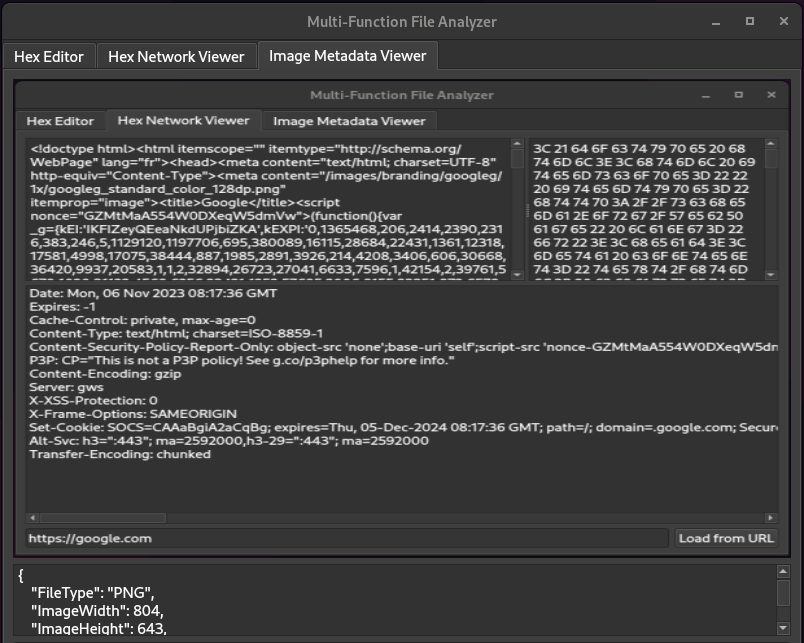 Multi-Function File Analyzer
Hex Editor
Hex Network Viewer
Image Metadata Viewer
Multi-Function File Analyzer
Hex Editor
Hex Network Viewer
Image Metadata Viewer
<!doctype html><html itemscope="" itemtype="http://schema.org/
WebPage" lang="fr"><head><meta content="text/html; charset=UTF-8"
http-equiv="Content-Type"><meta content="/images/branding/googleg/
1x/googleg_standard_color_128dp.png"
itemprop="image"><title>Google</title><script
nonce="GZMtMaA554W0DXeqW5dmVw">(function(){var
_g={kEI:'IKFIZeyQEeaNkdUPjbiZKA',kEXPI:'0,1365468,206,2414,2390,231
6,383,246,5,1129120,1197706,695,380089,16115,28684,22431,1361,12318,
17581,4998,17075,38444,887,1985,2891,3926,214,4208,3406,606,30668,
36420,9937,20583,1,1,2,32894,26723,27041,6633,7596,1,42154,2,39761,5
3C 21 64 6F 63 74 79 70 65 20 68
74 6D 6C 3E 3C 68 74 6D 6C 20 69
74 65 6D 73 63 6F 70 65 3D 22 22
20 69 74 65 6D 74 79 70 65 3D 22
68 74 74 70 3A 2F 2F 73 63 68 65
6D 61 2E 6F 72 67 2F 57 65 62 50
61 67 65 22 20 6C 61 6E 67 3D 22
66 72 22 3E 3C 68 65 61 64 3E 3C
6D 65 74 61 20 63 6F 6E 74 65 6E
74 3D 22 74 65 78 74 2F 68 74 6D
Date: Mon, 06 Nov 2023 08:17:36 GMT
Expires: -1
Cache-Control: private, max-age=0
Content-Type: text/html; charset=ISO-8859-1
Content-Security-Policy-Report-Only: object-src 'none';base-uri 'self';script-src 'nonce-GZMtMaA554W0DXeqW5dn
P3P: CP="This is not a P3P policy! See g.co/p3phelp for more info."
Content-Encoding: gzip
Server: gws
X-XSS-Protection: 0
X-Frame-Options: SAMEORIGIN
Set-Cookie: SOCS=CAAaBgiA2aCqBg; expires=Thu, 05-Dec-2024 08:17:36 GMT; path=/; domain=.google.com; Secur
Alt-Svc: h3=":443"; ma=2592000,h3-29=":443"; ma=2592000
Transfer-Encoding: chunked
https://google.com
Load from URL
{
"FileType": "PNG",
"ImageWidth": 804,
"ImageHeight": 643,